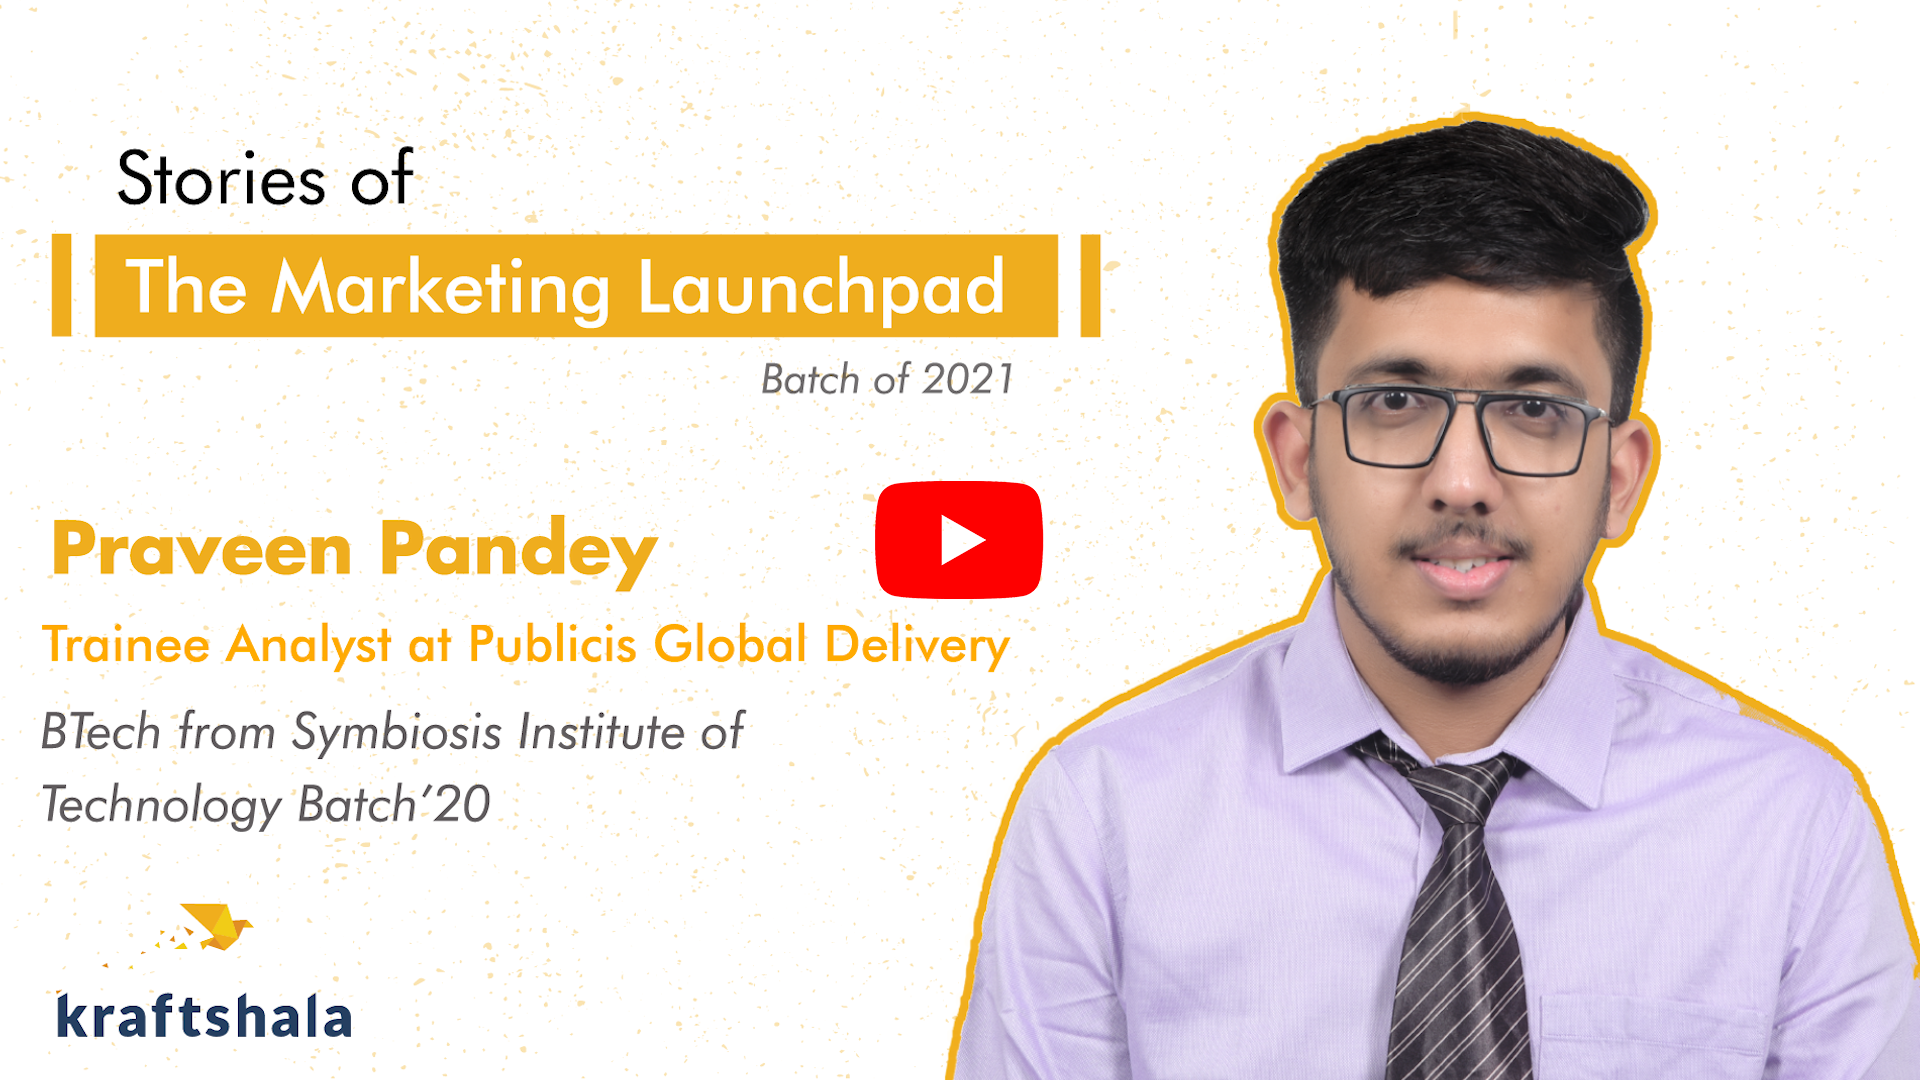 Stories of
The Marketing Launchpad
Batch of 2021
Praveen Pandey
Trainee Analyst at Publicis Global Delivery
BTech from Symbiosis Institute of
Technology Batch’20
kraftshala